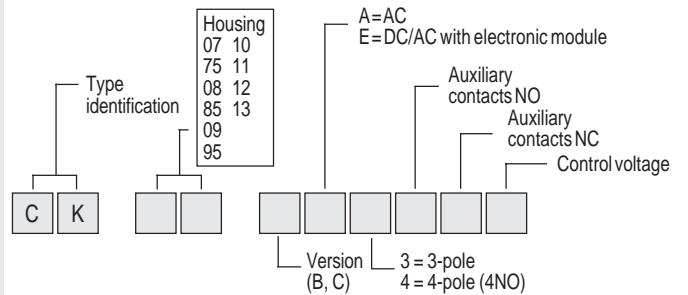 Housing
07 10
75 11
08 12
85 13
09
95
A=AC
E=DC/AC with electronic module
Type
identification
Auxiliary
contacts NO
Auxiliary
contacts NC
Control voltage
C K
Version
(B, C)
3 = 3-pole
4 = 4-pole (4NO)